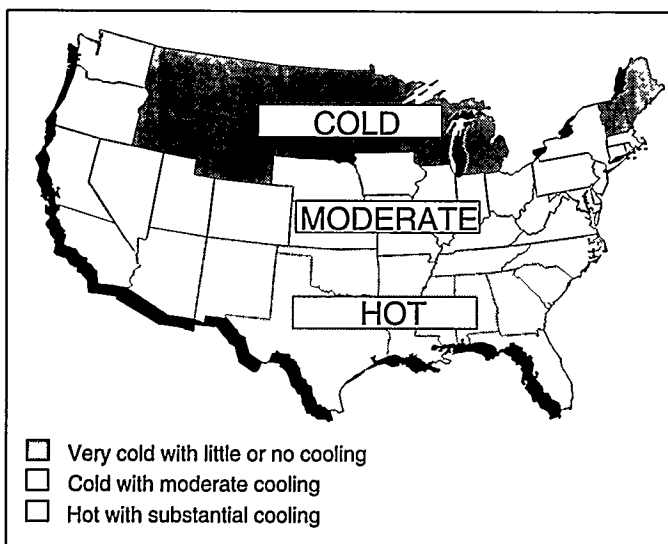 COLD
MODERATE
HOT
Very cold with little or no cooling
Cold with moderate cooling
Hot with substantial cooling